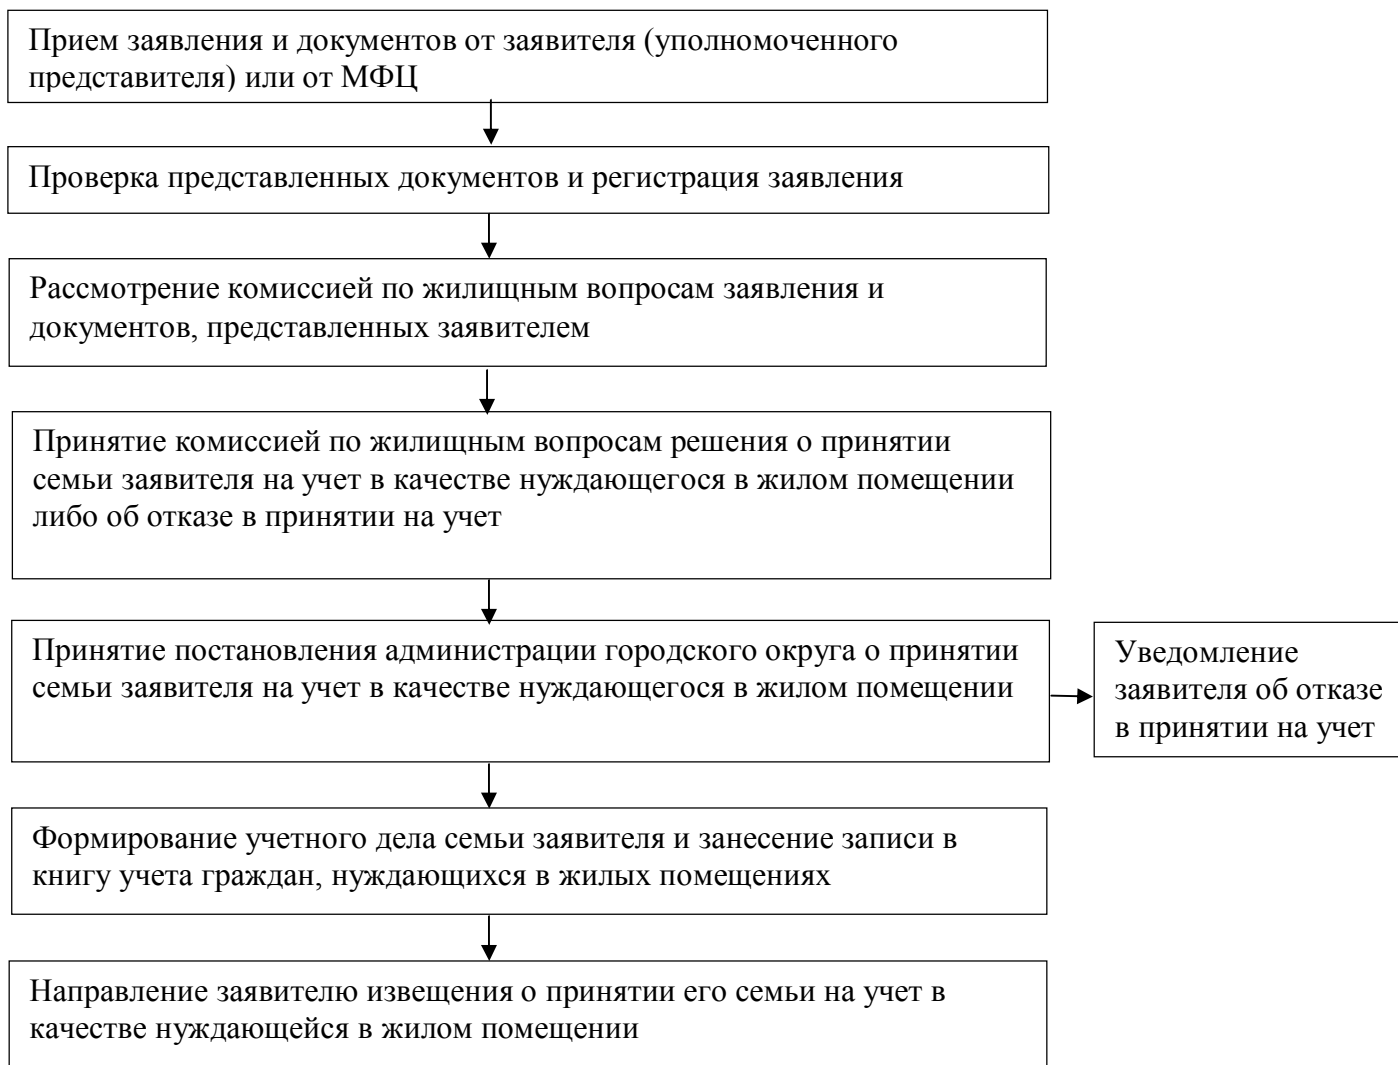 Прием заявления и документов от заявителя (уполномоченного
представителя) или от МФЦ
Проверка представленных документов и регистрация заявления
Рассмотрение комиссией по жилищным вопросам заявления и
документов, представленных заявителем
Принятие комиссией по жилищным вопросам решения о принятии
семьи заявителя на учет в качестве нуждающегося в жилом помещении
либо об отказе в принятии на учет
Принятие постановления администрации городского округа о принятии
семьи заявителя на учет в качестве нуждающегося в жилом помещении
Уведомление
заявителя об отказе
в принятии на учет
Формирование учетного дела семьи заявителя и занесение записи в
книгу учета граждан, нуждающихся в жилых помещениях
Направление заявителю извещения о принятии его семьи на учет в
качестве нуждающейся в жилом помещении